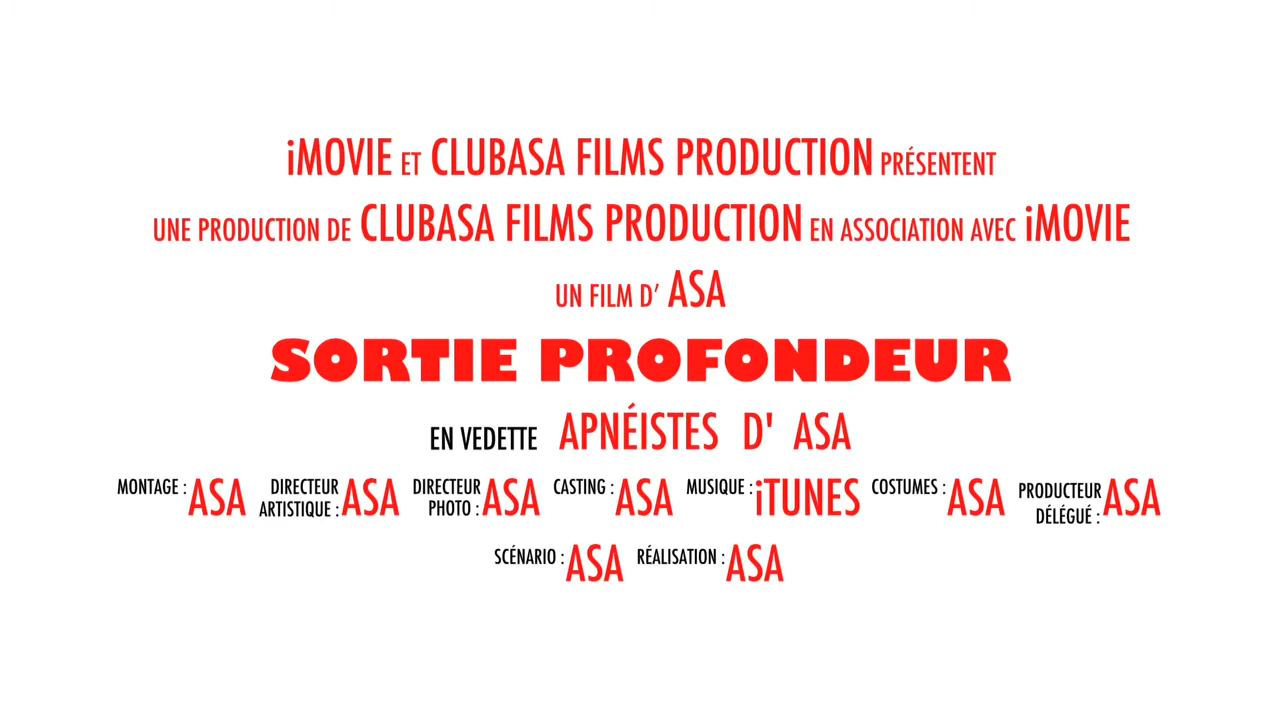 iMOVIE ET CLUBASA FILMS PRODUCTION PRÉSENTENT
UNE PRODUCTION DE CLUBASA FILMS PRODUCTION EN ASSOCIATION AVEC iMOVIE
UN FILM D’ ASA
SORTIE PROFONDEUR
EN VEDETTE APNÉISTES D' ASA
MONTAGE : ASA DIRECTEUR ARTISTIQUE : ASA DIRECTEUR PHOTO : ASA CASTING : ASA MUSIQUE : iTUNES COSTUMES : ASA PRODUCTEUR DÉLÉGUÉ : ASA
SCÉNARIO : ASA RÉALISATION : ASA